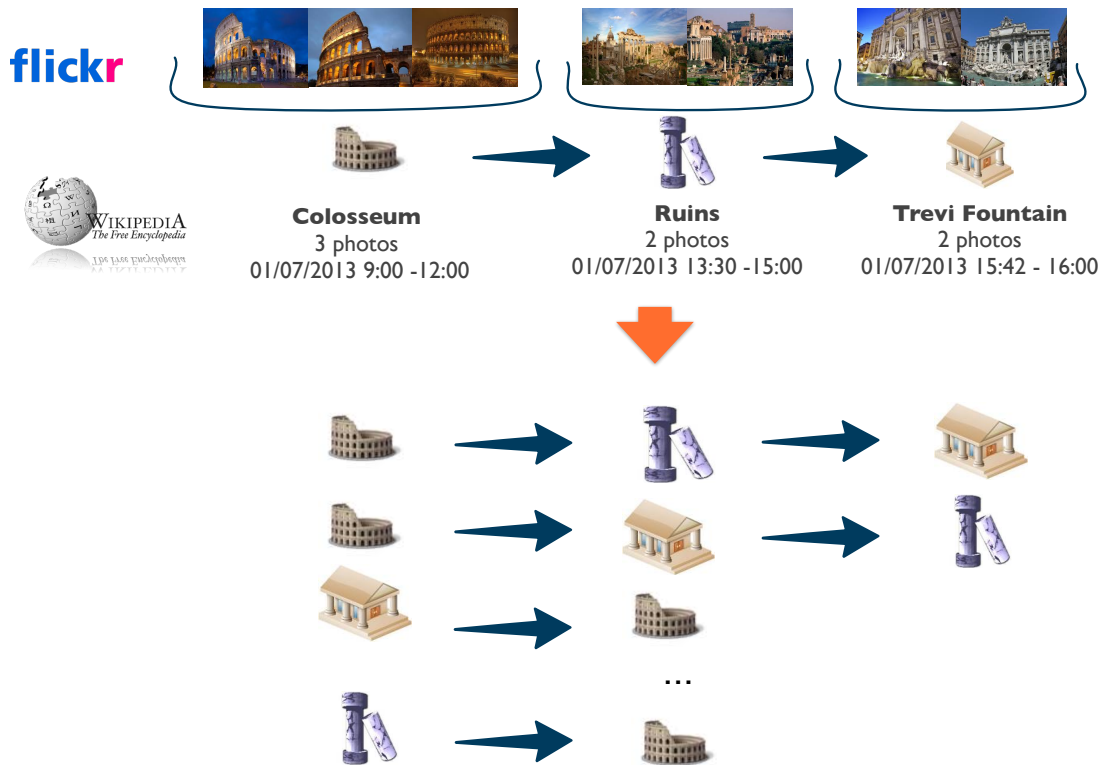 flickr
WIKIPEDIA
The Free Encyclopedia
Colosseum
3 photos
01/07/2013 9:00 -12:00
Ruins
2 photos
01/07/2013 13:30 -15:00
Trevi Fountain
2 photos
01/07/2013 15:42 - 16:00
...